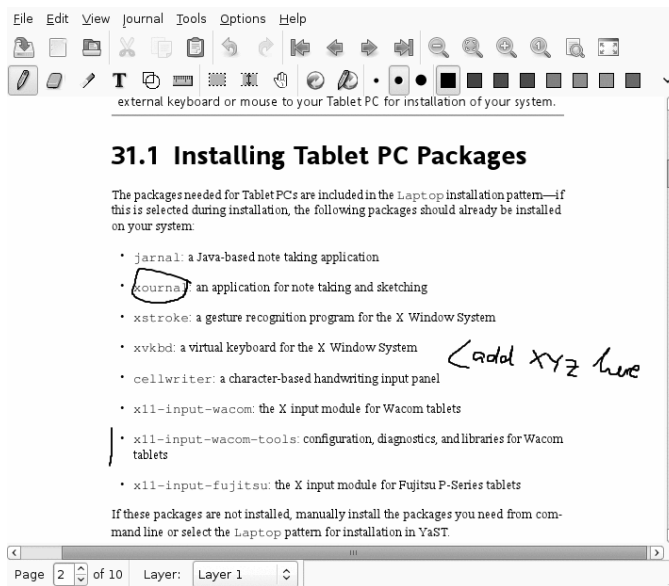 File Edit View Journal Tools Options Help
T
external keyboard or mouse to your Tablet PC for installation of your system.
31.1 Installing Tablet PC Packages
The packages needed for Tablet PCs are included in the Laptop installation pattern—if
this is selected during installation, the following packages should already be installed
on your system:
• jarnal: a Java-based note taking application
• xournal: an application for note taking and sketching
• xstroke: a gesture recognition program for the X Window System
• xvkbd: a virtual keyboard for the X Window System
<add XYZ here
• cellwriter: a character-based handwriting input panel
• x11-input-wacom: the X input module for Wacom tablets
• x11-input-wacom-tools: configuration, diagnostics, and libraries for Wacom
tablets
• x11-input-fujitsu: the X input module for Fujitsu P-Series tablets
If these packages are not installed, manually install the packages you need from com-
mand line or select the Laptop pattern for installation in YaST.
Page 2 of 10 Layer: Layer 1